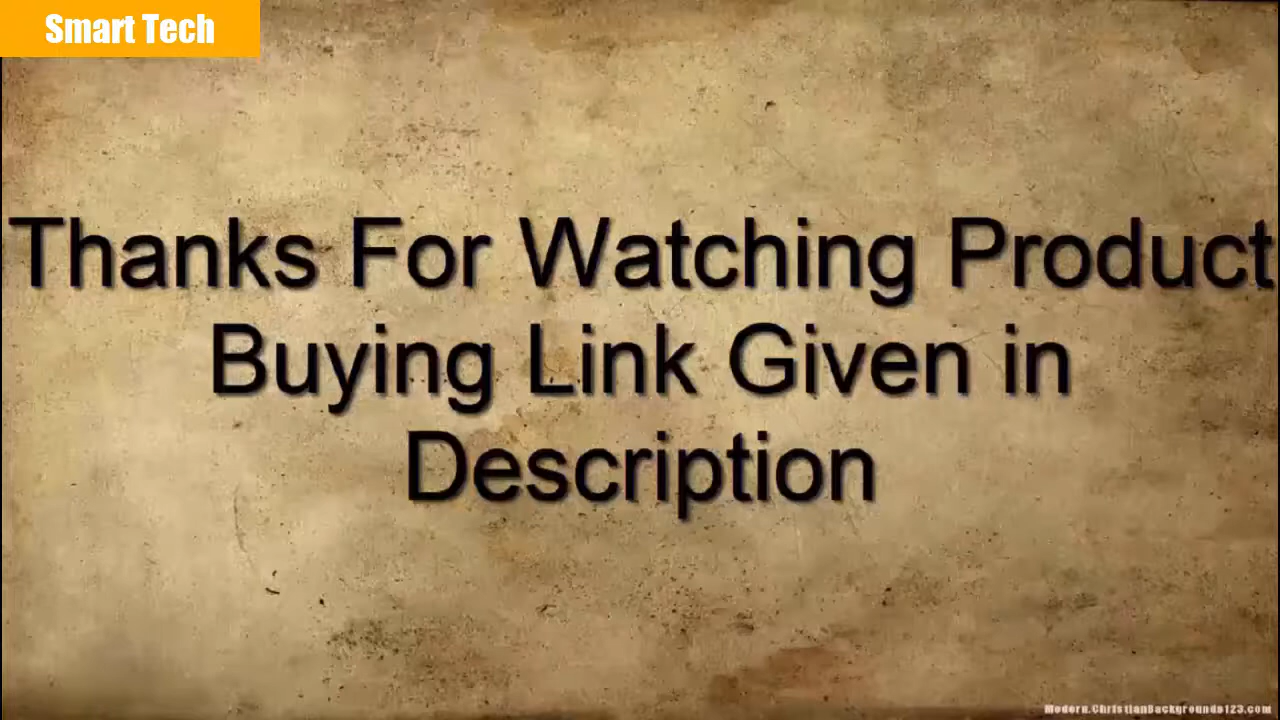 Smart Tech
Thanks For Watching Product
Buying Link Given in
Description
Modern.ChristianBackgrounds123.com